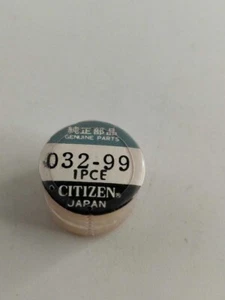 純正部品
GENUINE PARTS
032-99
1PCE
CITIZEN®
JAPAN